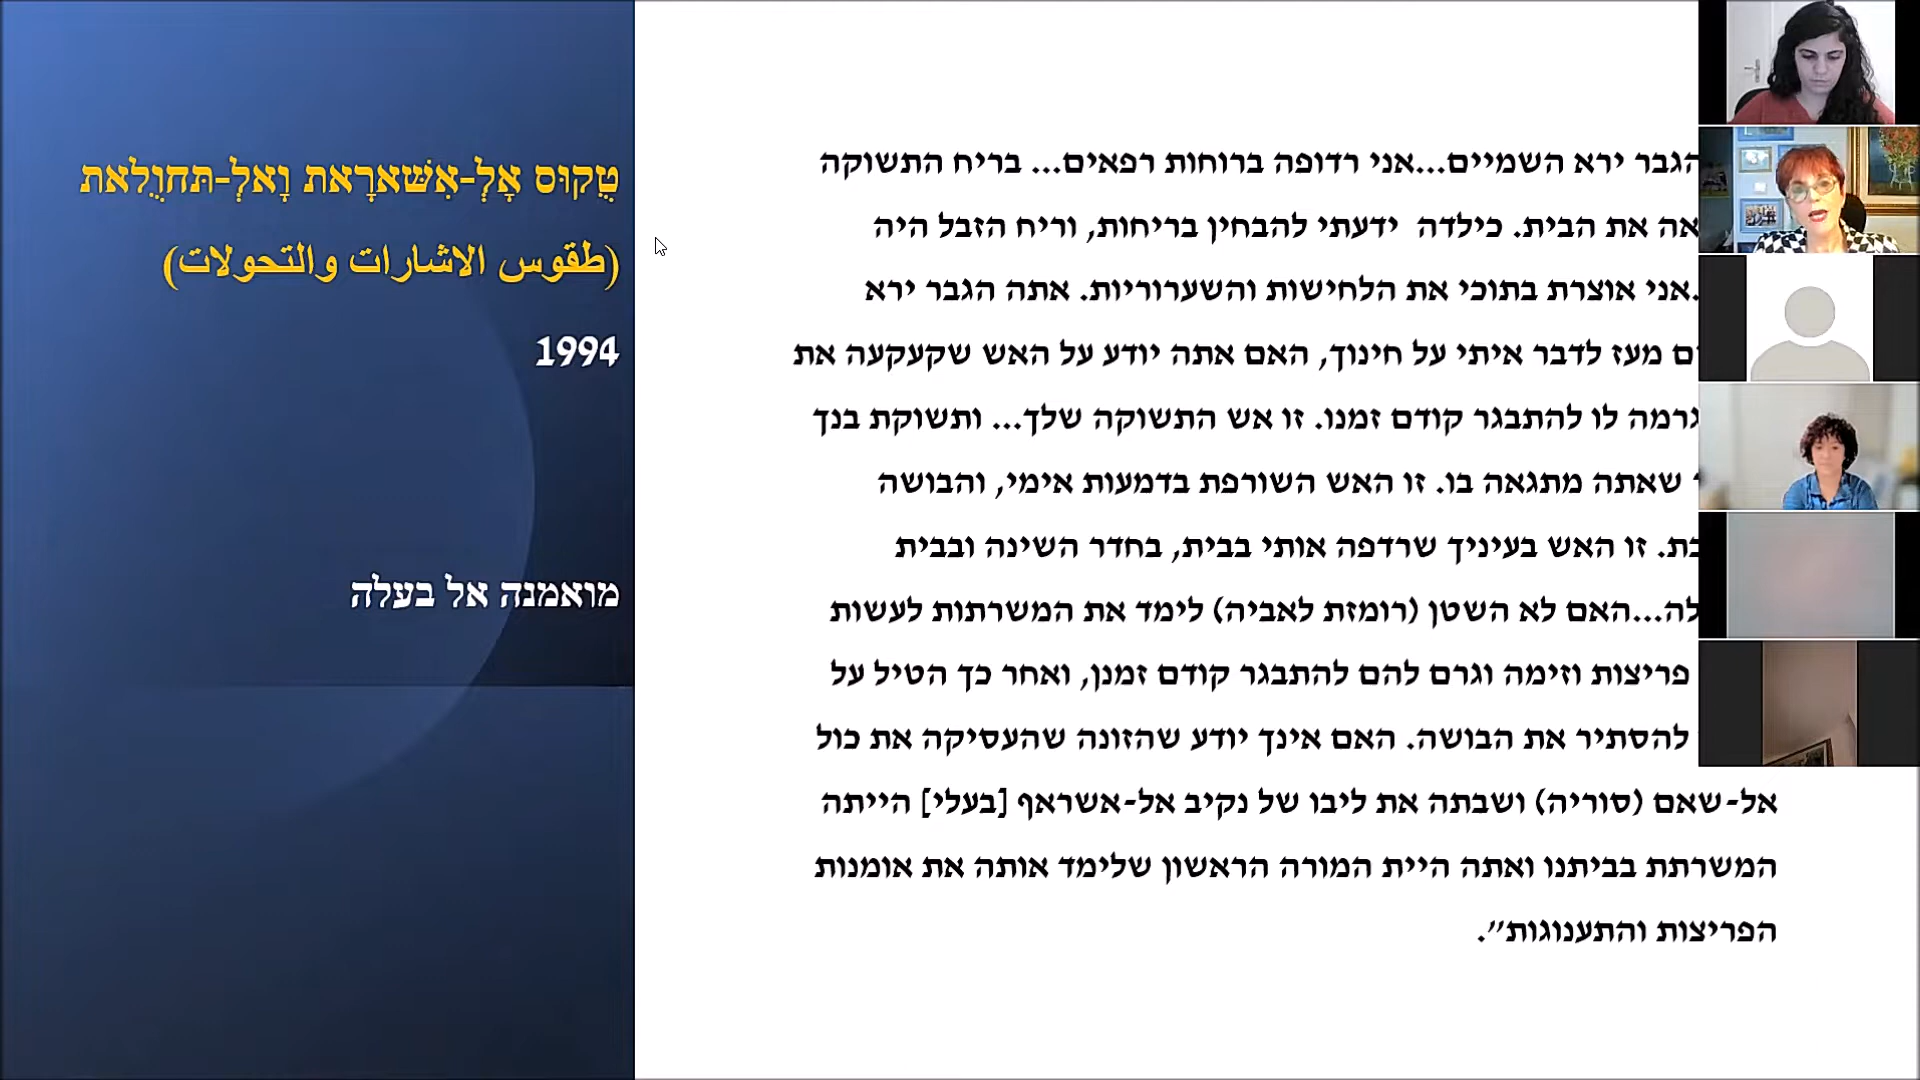 טֻקוּס אָלְ-אִשּׁארָאת וָאלְ-תּחוֻלאת
(طقوس الاشارات والتحولات)
1994
מואמנה אל בעלה
הגבר ירא השמיים...אני רדופה ברוחות רפאים... בריח התשוקה
את הבית. כילדה ידעתי להבחין בריחות, וריח הזבל היה
.אני אוצרת בתוכי את הלחישות והשערוריות. אתה הגבר ירא
מעז לדבר איתי על חינוך, האם אתה יודע על האש שקעקעה את
גרמה לו להתבגר קודם זמנו. זו אש התשוקה שלך... ותשוקת בנך
שאתה מתגאה בו. זו האש השורפת בדמעות אימי, והבושה
זו האש בעיניך שרדפה אותי בבית, בחדר השינה ובבית
...האם לא השטן (רומזת לאביה) לימד את המשרתות לעשות
פריצות וזימה וגרם להם להתבגר קודם זמנן, ואחר כך הטיל על
להסתיר את הבושה. האם אינך יודע שהזונה שהעסיקה את כול
אל-שאם (סוריה) ושבתה את ליבו של נקיב אל-אשראף [בעלי] הייתה
המשרתת בביתנו ואתה היית המורה הראשון שלימד אותה את אומנות
הפריצות והתענוגות״.